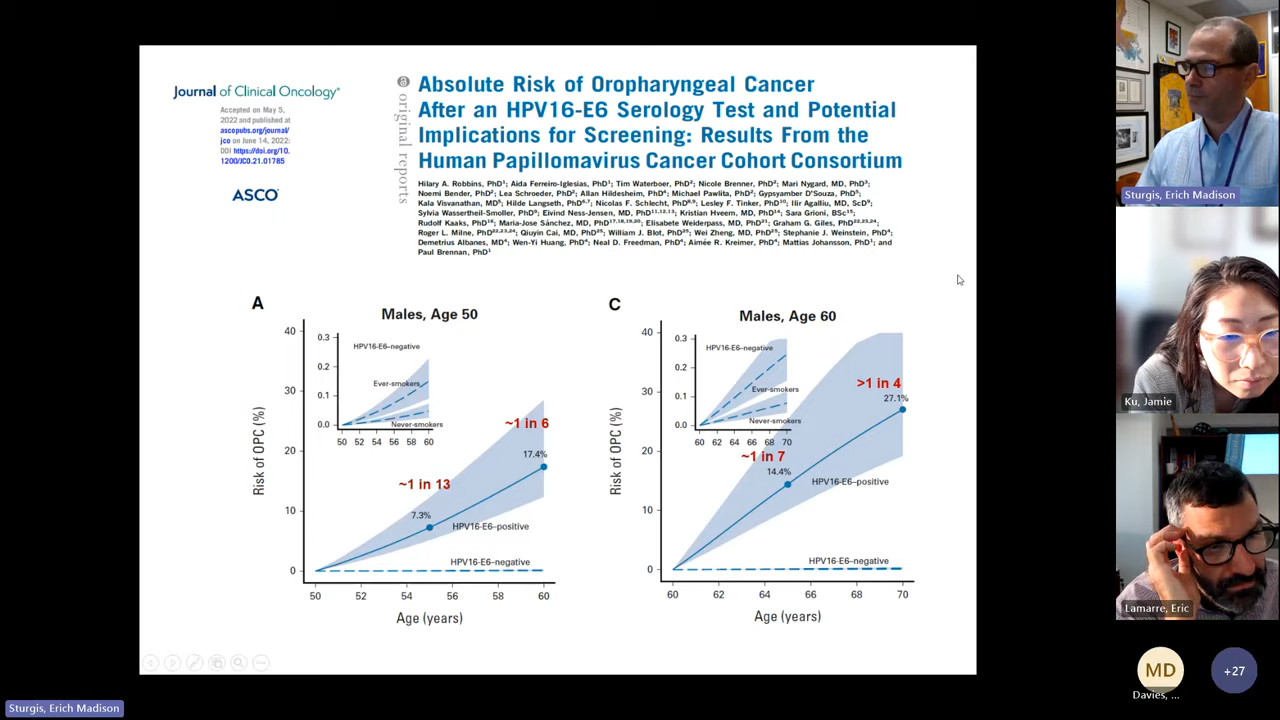 Journal of Clinical Oncology®
Accepted on May 5,
2022 and published at
ascopubs.org/journal/
jco on June 14, 2022:
DOI https://doi.org/10.
1200/JCO.21.01785
ASCO
a original reports
Absolute Risk of Oropharyngeal Cancer
After an HPV16-E6 Serology Test and Potential
Implications for Screening: Results From the
Human Papillomavirus Cancer Cohort Consortium
Hilary A. Robbins, PhD1; Aida Ferreiro-Iglesias, PhD1; Tim Waterboer, PhD2; Nicole Brenner, PhD2; Mari Nygard, MD, PhD3;
Noemi Bender, PhD2; Lea Schroeder, PhD2; Allan Hildesheim, PhD4; Michael Pawlita, PhD2; Gypsyamber D'Souza, PhD5;
Kala Visvanathan, MD5; Hilde Langseth, PhD6,7; Nicolas F. Schlecht, PhD8,9; Lesley F. Tinker, PhD10; Ilir Agalliu, MD, ScD9;
Sylvia Wassertheil-Smoller, PhD9; Eivind Ness-Jensen, MD, PhD11,12,13; Kristian Hveem, MD, PhD14; Sara Grioni, BSc15;
Rudolf Kaaks, PhD16; Maria-Jose Sánchez, MD, PhD17,18,19,20; Elisabete Weiderpass, MD, PhD21; Graham G. Giles, PhD22,23,24;
Roger L. Milne, PhD22,23,24; Qiuyin Cai, MD, PhD25; William J. Blot, PhD25; Wei Zheng, MD, PhD25; Stephanie J. Weinstein, PhD4;
Demetrius Albanes, MD4; Wen-Yi Huang, PhD4; Neal D. Freedman, PhD4; Aimée R. Kreimer, PhD4; Mattias Johansson, PhD1; and
Paul Brennan, PhD1
A
Males, Age 50
Risk of OPC (%)
40
30
20
10
0
0.3
0.2
0.1
0.0
HPV16-E6–negative
Ever-smokers
Never-smokers
50 52 54 56 58 60
~1 in 6
17.4%
~1 in 13
7.3%
HPV16-E6–positive
HPV16-E6–negative
50 52 54 56 58 60
Age (years)
C
Males, Age 60
Risk of OPC (%)
40
30
20
10
0
0.3
0.2
0.1
0.0
HPV16-E6–negative
Ever-smokers
Never-smokers
60 62 64 66 68 70
>1 in 4
27.1%
~1 in 7
14.4%
HPV16-E6–positive
HPV16-E6–negative
60 62 64 66 68 70
Age (years)
Sturgis, Erich Madison
Ku, Jamie
Lamarre, Eric
MD
Davies, ...
+27
Sturgis, Erich Madison